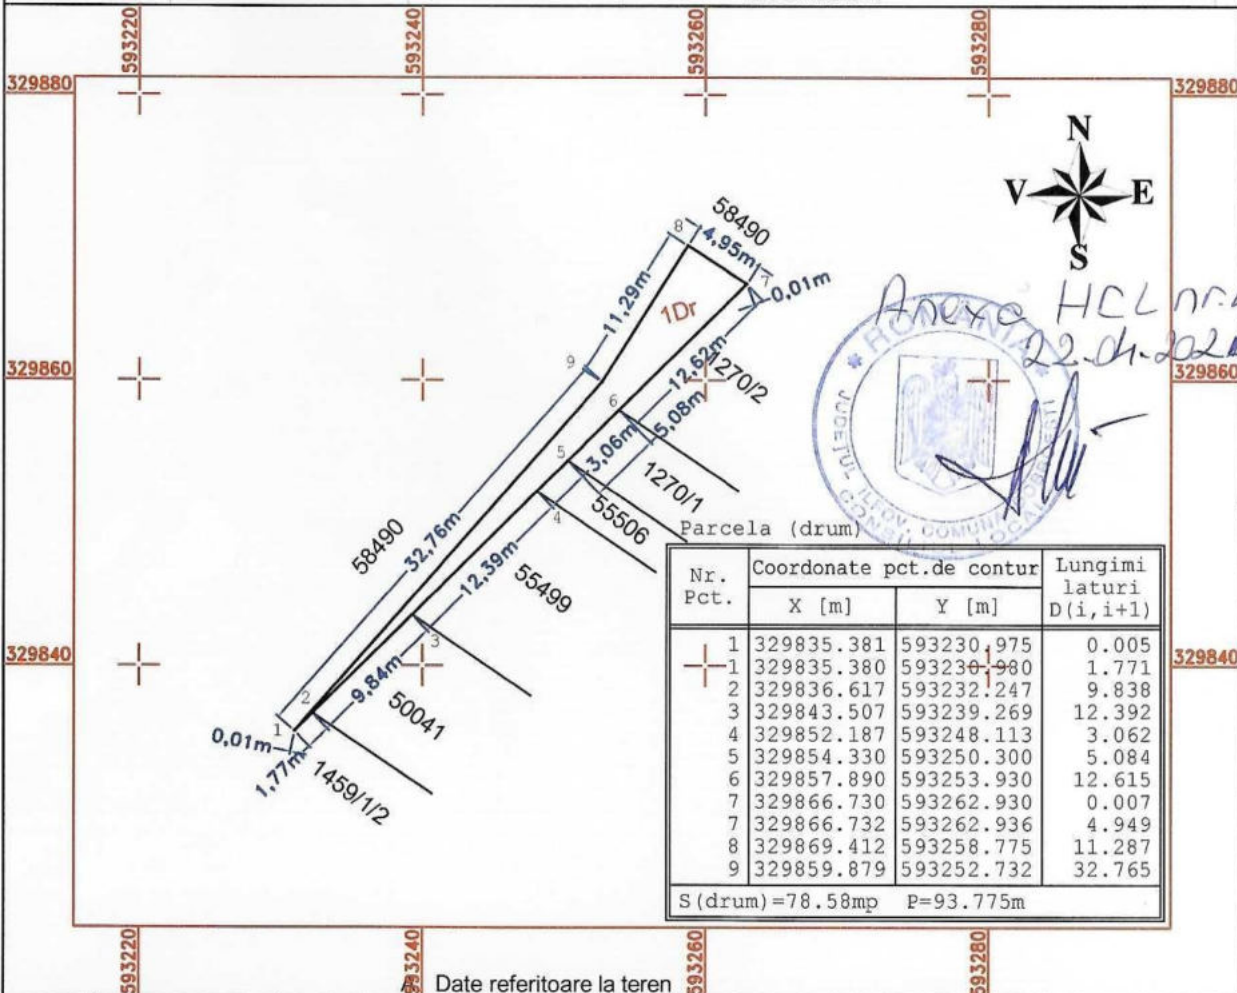 593220
593240
593260
593280
329880
329880
N
V
E
S
58490
8
4,95m
7
0,01m
11,29m
1Dr
Anexa HCL nr.
22.01.202
ROMANIA
JUDEȚUL ILFOV
COMUNA
CONSILIUL LOCAL
329860
329860
9
12,62m
1270/2
6
5,08m
3,06m
5
1270/1
55506
4
58490
32,76m
12,39m
55499
3
9,84m
50041
2
1
0,01m
1,77m
1459/1/2
329840
329840
Parcela (drum)
Nr. Pct. Coordonate pct.de contur Lungimi laturi D(i,i+1)
X [m] Y [m]
1 329835.381 593230.975 0.005
1 329835.380 593230.980 1.771
2 329836.617 593232.247 9.838
3 329843.507 593239.269 12.392
4 329852.187 593248.113 3.062
5 329854.330 593250.300 5.084
6 329857.890 593253.930 12.615
7 329866.730 593262.930 0.007
7 329866.732 593262.936 4.949
8 329869.412 593258.775 11.287
9 329859.879 593252.732 32.765
S(drum)=78.58mp P=93.775m
593220
593240
593260
593280
A Date referitoare la teren